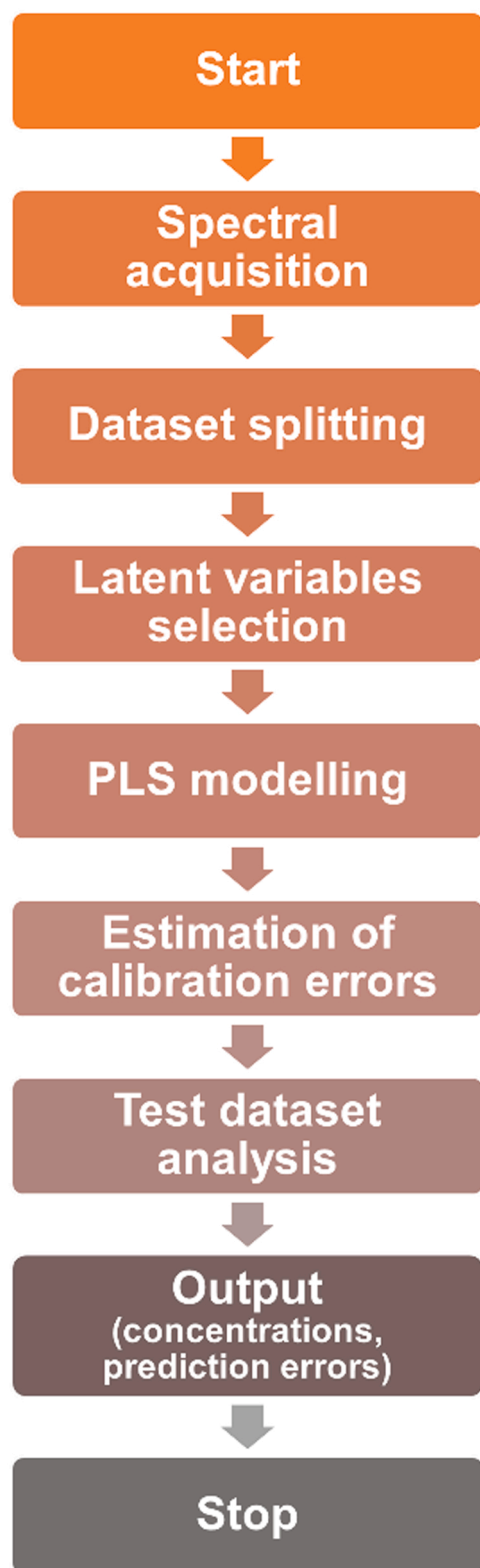 Start
Spectral
acquisition
Dataset splitting
Latent variables
selection
PLS modelling
Estimation of
calibration errors
Test dataset
analysis
Output
(concentrations,
prediction errors)
Stop